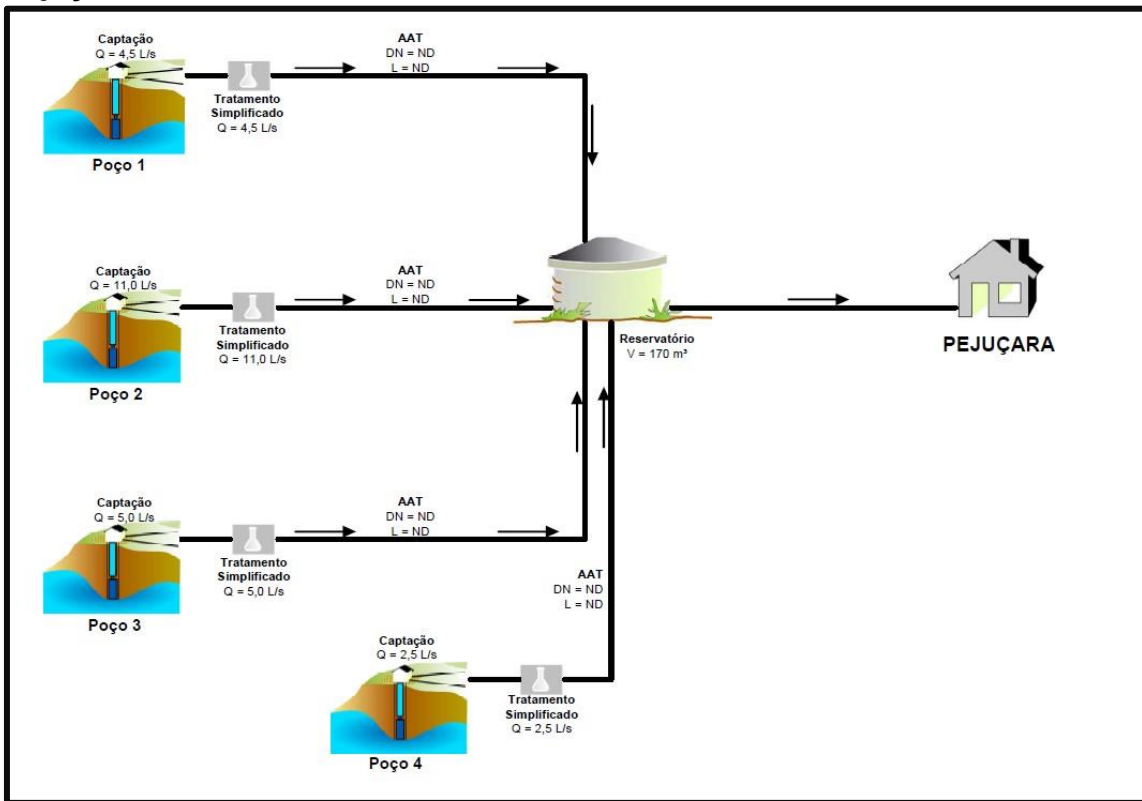 Captação
Q = 4,5 L/s
Tratamento
Simplificado
Q = 4,5 L/s
Poço 1
AAT
DN = ND
L = ND
Captação
Q = 11,0 L/s
Tratamento
Simplificado
Q = 11,0 L/s
Poço 2
AAT
DN = ND
L = ND
Reservatório
V = 170 m³
PEJUÇARA
Captação
Q = 5,0 L/s
Tratamento
Simplificado
Q = 5,0 L/s
Poço 3
AAT
DN = ND
L = ND
AAT
DN = ND
L = ND
Captação
Q = 2,5 L/s
Tratamento
Simplificado
Q = 2,5 L/s
Poço 4